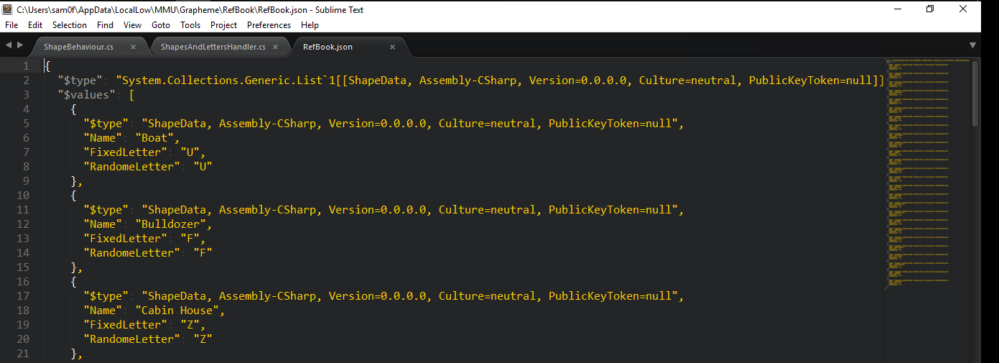 C:\Users\sam0f\AppData\LocalLow\MMU\Grapheme\RefBook\RefBook.json - Sublime Text
File Edit Selection Find View Goto Tools Project Preferences Help
ShapeBehaviour.cs × ShapesAndLettersHandler.cs × RefBook.json ×
1 {
2 "$type": "System.Collections.Generic.List`1[[ShapeData, Assembly-CSharp, Version=0.0.0.0, Culture=neutral, PublicKeyToken=null]]
3 "$values": [
4 {
5 "$type": "ShapeData, Assembly-CSharp, Version=0.0.0.0, Culture=neutral, PublicKeyToken=null",
6 "Name": "Boat",
7 "FixedLetter": "U",
8 "RandomeLetter": "U"
9 },
10 {
11 "$type": "ShapeData, Assembly-CSharp, Version=0.0.0.0, Culture=neutral, PublicKeyToken=null",
12 "Name": "Bulldozer",
13 "FixedLetter": "F",
14 "RandomeLetter": "F"
15 },
16 {
17 "$type": "ShapeData, Assembly-CSharp, Version=0.0.0.0, Culture=neutral, PublicKeyToken=null",
18 "Name": "Cabin House",
19 "FixedLetter": "Z",
20 "RandomeLetter": "Z"
21 },